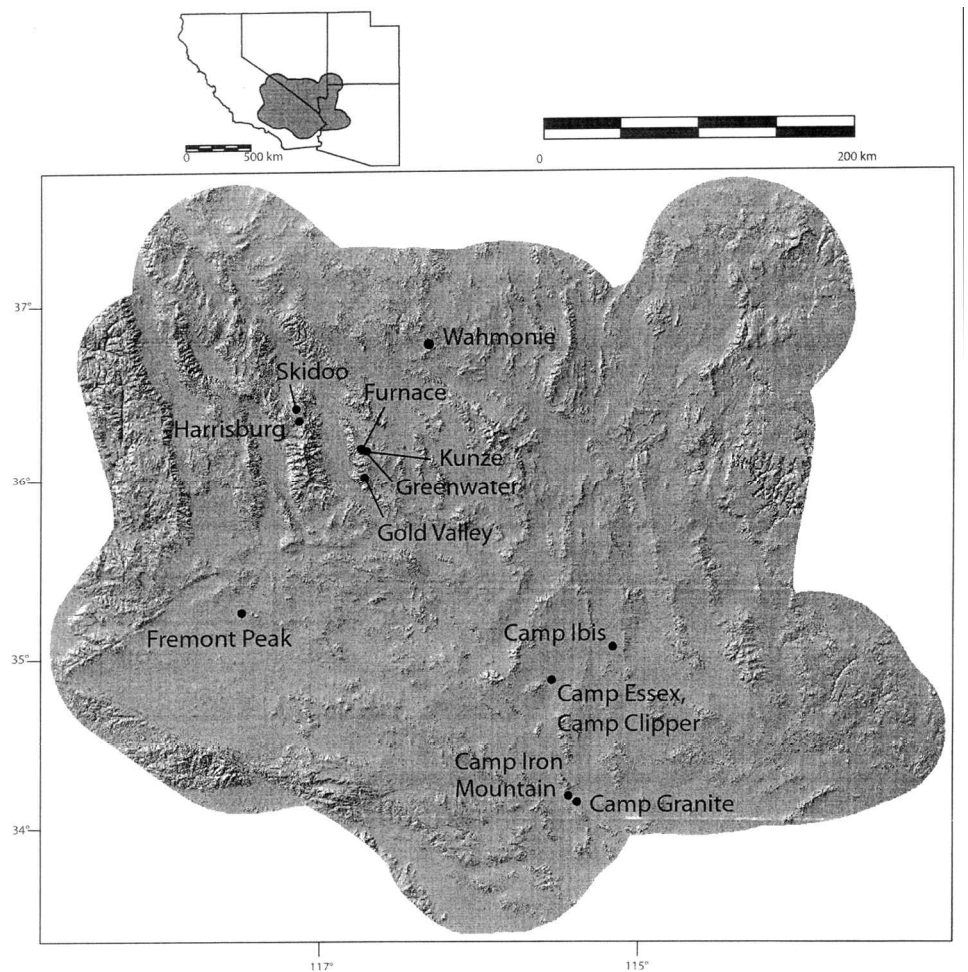 0
500 km
0
200 km
37°
Wahmonie
Skidoo
Furnace
Harrisburg
Kunze
36°
Greenwater
Gold Valley
Fremont Peak
Camp Ibis
35°
Camp Essex,
Camp Clipper
Camp Iron
Mountain
Camp Granite
34°
117°
115°